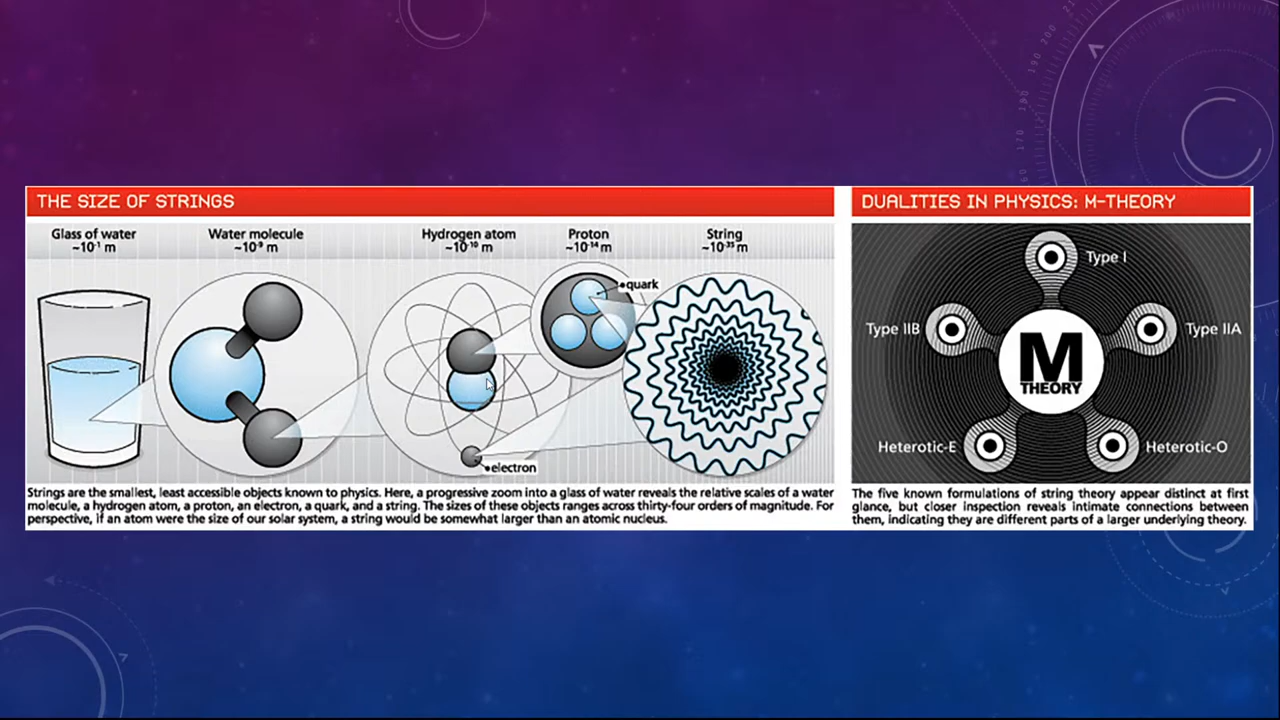 THE SIZE OF STRINGS
Glass of water
~10⁻¹ m
Water molecule
~10⁻⁹ m
Hydrogen atom
~10⁻¹⁰ m
Proton
~10⁻¹⁴ m
String
~10⁻³⁵ m
quark
electron
Strings are the smallest, least accessible objects known to physics. Here, a progressive zoom into a glass of water reveals the relative scales of a water
molecule, a hydrogen atom, a proton, an electron, a quark, and a string. The sizes of these objects ranges across thirty-four orders of magnitude. For
perspective, if an atom were the size of our solar system, a string would be somewhat larger than an atomic nucleus.
DUALITIES IN PHYSICS: M-THEORY
Type I
Type IIB
Type IIA
M
THEORY
Heterotic-E
Heterotic-O
The five known formulations of string theory appear distinct at first
glance, but closer inspection reveals intimate connections between
them, indicating they are different parts of a larger underlying theory.
200
190
180
170